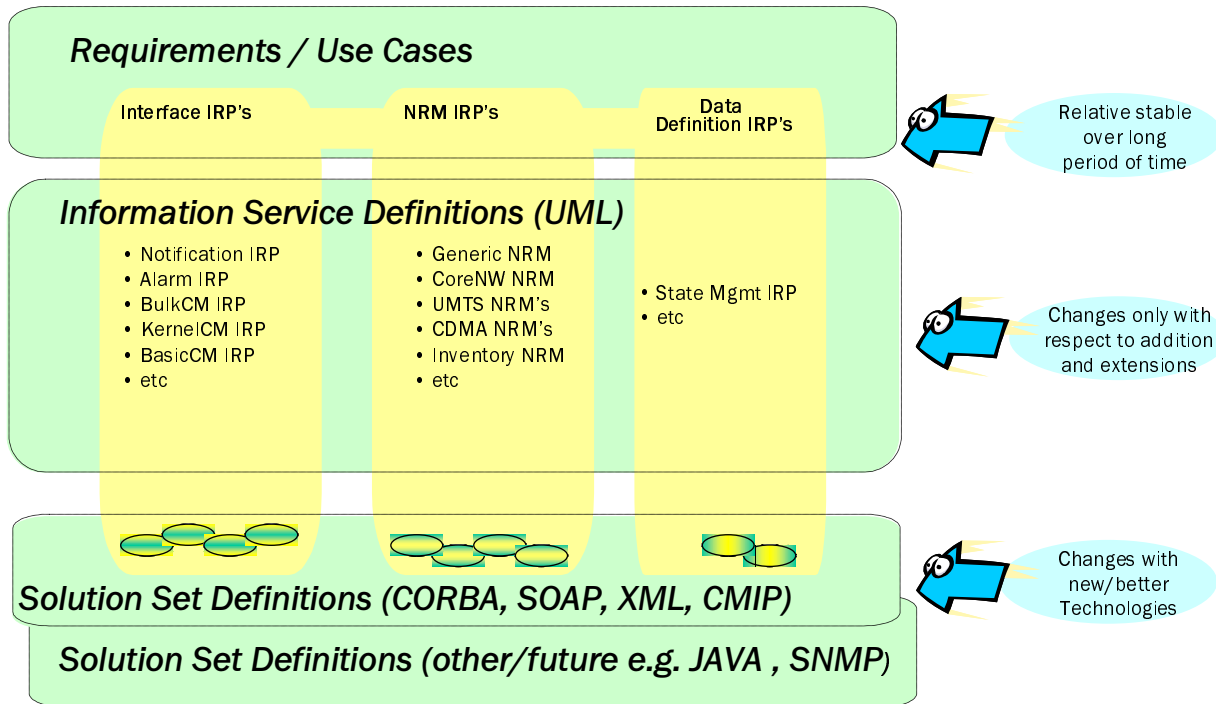 Requirements / Use Cases
Interface IRP's
NRM IRP's
Data
Definition IRP's
Relative stable
over long
period of time
Information Service Definitions (UML)
• Notification IRP
• Alarm IRP
• BulkCM IRP
• KernelCM IRP
• BasicCM IRP
• etc
• Generic NRM
• CoreNW NRM
• UMTS NRM's
• CDMA NRM's
• Inventory NRM
• etc
• State Mgmt IRP
• etc
Changes only with
respect to addition
and extensions
Solution Set Definitions (CORBA, SOAP, XML, CMIP)
Changes with
new/better
Technologies
Solution Set Definitions (other/future e.g. JAVA , SNMP)